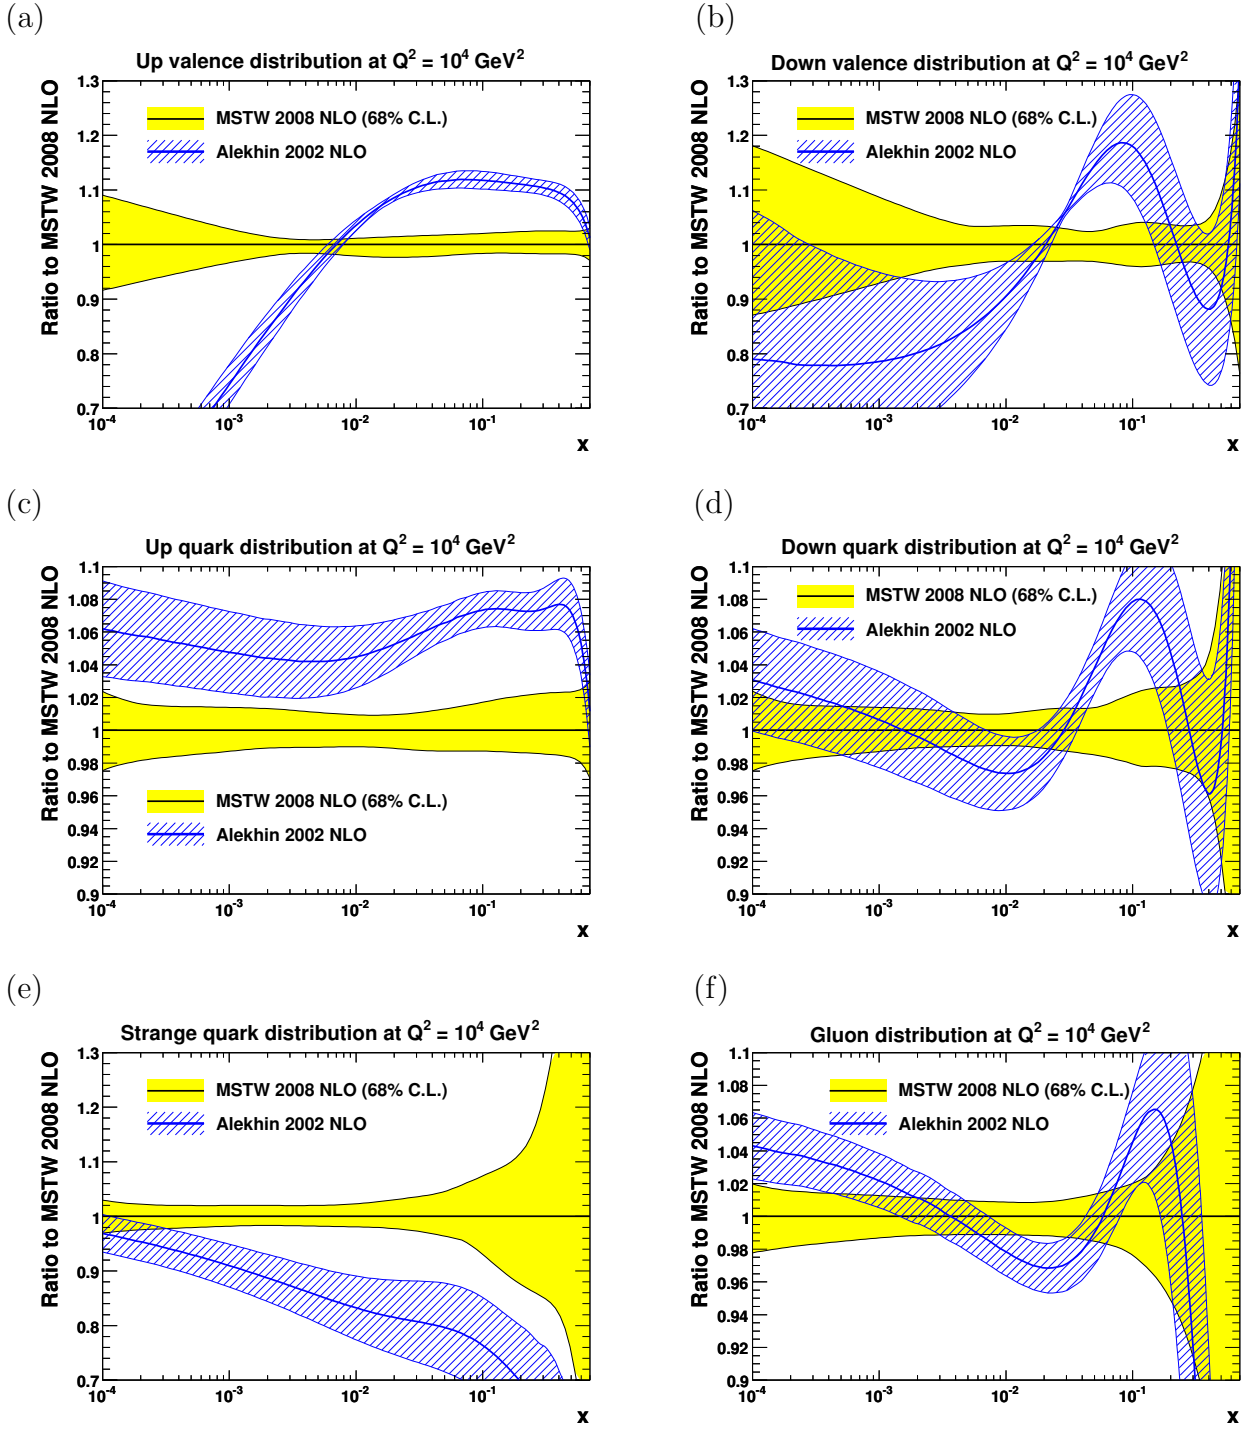 (a)
Up valence distribution at Q² = 10⁴ GeV²
Ratio to MSTW 2008 NLO
1.3
1.2
1.1
1
0.9
0.8
0.7
MSTW 2008 NLO (68% C.L.)
Alekhin 2002 NLO
10⁻⁴ 10⁻³ 10⁻² 10⁻¹
x
(b)
Down valence distribution at Q² = 10⁴ GeV²
Ratio to MSTW 2008 NLO
1.3
1.2
1.1
1
0.9
0.8
0.7
MSTW 2008 NLO (68% C.L.)
Alekhin 2002 NLO
10⁻⁴ 10⁻³ 10⁻² 10⁻¹
x
(c)
Up quark distribution at Q² = 10⁴ GeV²
Ratio to MSTW 2008 NLO
1.1
1.08
1.06
1.04
1.02
1
0.98
0.96
0.94
0.92
0.9
MSTW 2008 NLO (68% C.L.)
Alekhin 2002 NLO
10⁻⁴ 10⁻³ 10⁻² 10⁻¹
x
(d)
Down quark distribution at Q² = 10⁴ GeV²
Ratio to MSTW 2008 NLO
1.1
1.08
1.06
1.04
1.02
1
0.98
0.96
0.94
0.92
0.9
MSTW 2008 NLO (68% C.L.)
Alekhin 2002 NLO
10⁻⁴ 10⁻³ 10⁻² 10⁻¹
x
(e)
Strange quark distribution at Q² = 10⁴ GeV²
Ratio to MSTW 2008 NLO
1.3
1.2
1.1
1
0.9
0.8
0.7
MSTW 2008 NLO (68% C.L.)
Alekhin 2002 NLO
10⁻⁴ 10⁻³ 10⁻² 10⁻¹
x
(f)
Gluon distribution at Q² = 10⁴ GeV²
Ratio to MSTW 2008 NLO
1.1
1.08
1.06
1.04
1.02
1
0.98
0.96
0.94
0.92
0.9
MSTW 2008 NLO (68% C.L.)
Alekhin 2002 NLO
10⁻⁴ 10⁻³ 10⁻² 10⁻¹
x